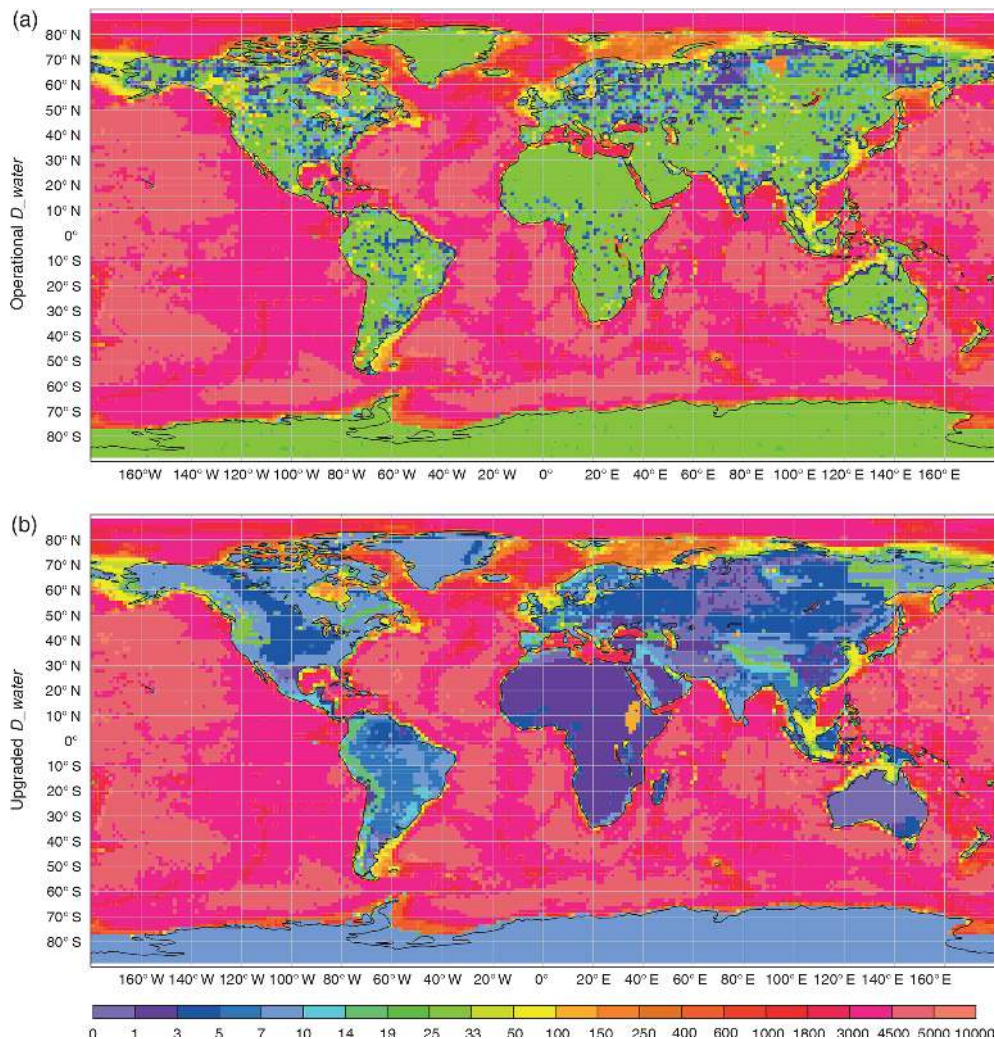 (a)
80° N
70° N
60° N
50° N
40° N
30° N
20° N
10° N
0°
10° S
20° S
30° S
40° S
50° S
60° S
70° S
80° S
Operational D_water
160° W 140° W 120° W 100° W 80° W 60° W 40° W 20° W 0° 20° E 40° E 60° E 80° E 100° E 120° E 140° E 160° E
(b)
80° N
70° N
60° N
50° N
40° N
30° N
20° N
10° N
0°
10° S
20° S
30° S
40° S
50° S
60° S
70° S
80° S
Upgraded D_water
160° W 140° W 120° W 100° W 80° W 60° W 40° W 20° W 0° 20° E 40° E 60° E 80° E 100° E 120° E 140° E 160° E
0 1 3 5 7 10 14 19 25 33 50 100 150 250 400 600 1000 1800 3000 4500 5000 10000